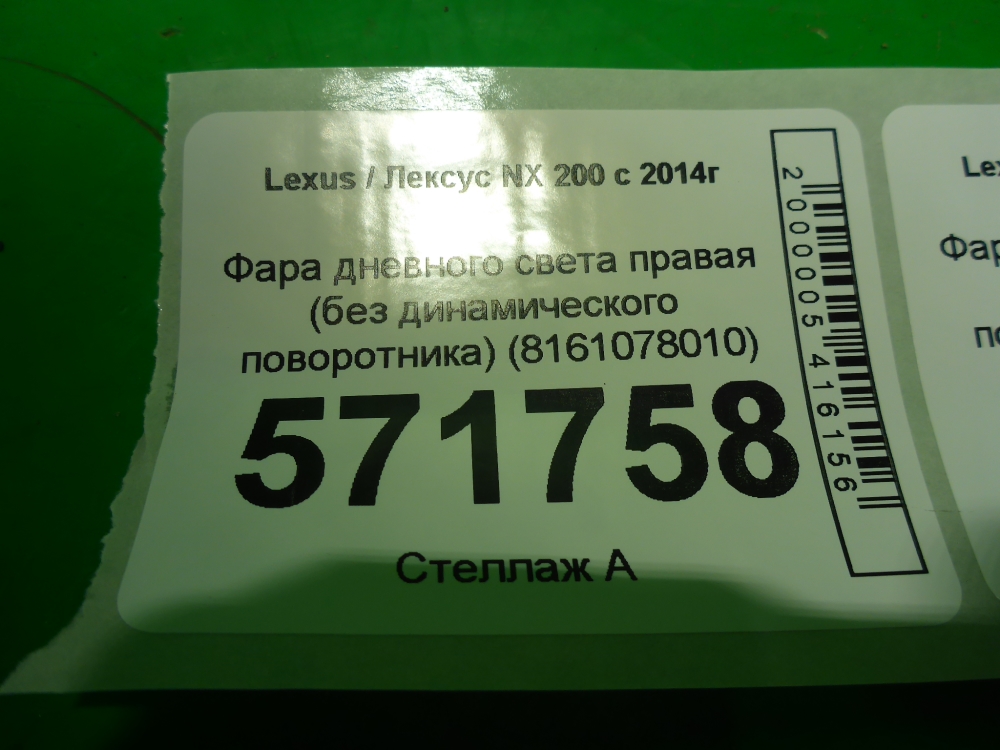 Lexus / Лексус NX 200 с 2014г
Фара дневного света правая
(без динамического
поворотника) (8161078010)
571758
Стеллаж А
2000005416156